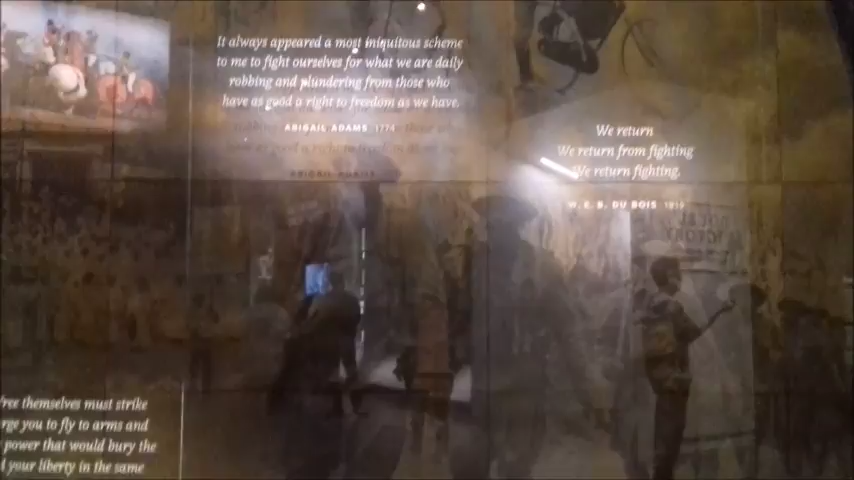 It always appeared a most iniquitous scheme
to me to fight ourselves for what we are daily
robbing and plundering from those who
have as good a right to freedom as we have.
ABIGAIL ADAMS 1774
We return
We return from fighting
We return fighting.
W. E. B. DU BOIS 1919
free themselves must strike
rge you to fly to arms and
power that would bury the
your liberty in the same